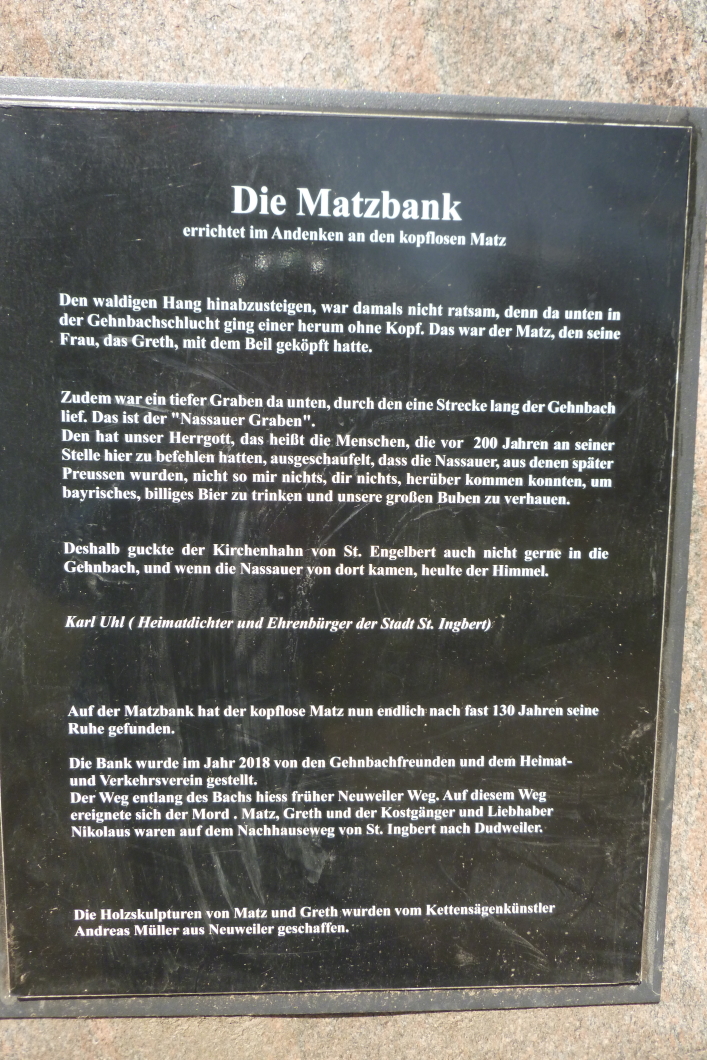 Die Matzbank
errichtet im Andenken an den kopflosen Matz
Den waldigen Hang hinabzusteigen, war damals nicht ratsam, denn da unten in
der Gehnbachschlucht ging einer herum ohne Kopf. Das war der Matz, den seine
Frau, das Greth, mit dem Beil geköpft hatte.
Zudem war ein tiefer Graben da unten, durch den eine Strecke lang der Gehnbach
lief. Das ist der "Nassauer Graben".
Den hat unser Herrgott, das heißt die Menschen, die vor 200 Jahren an seiner
Stelle hier zu befehlen hatten, ausgeschaufelt, dass die Nassauer, aus denen später
Preussen wurden, nicht so mir nichts, dir nichts, herüber kommen konnten, um
bayrisches, billiges Bier zu trinken und unsere großen Buben zu verhauen.
Deshalb guckte der Kirchenhahn von St. Engelbert auch nicht gerne in die
Gehnbach, und wenn die Nassauer von dort kamen, heulte der Himmel.
Karl Uhl ( Heimatdichter und Ehrenbürger der Stadt St. Ingbert)
Auf der Matzbank hat der kopflose Matz nun endlich nach fast 130 Jahren seine
Ruhe gefunden.
Die Bank wurde im Jahr 2018 von den Gehnbachfreunden und dem Heimat-
und Verkehrsverein gestellt.
Der Weg entlang des Bachs hiess früher Neuweiler Weg. Auf diesem Weg
ereignete sich der Mord . Matz, Greth und der Kostgänger und Liebhaber
Nikolaus waren auf dem Nachhauseweg von St. Ingbert nach Dudweiler.
Die Holzskulpturen von Matz und Greth wurden vom Kettensägenkünstler
Andreas Müller aus Neuweiler geschaffen.